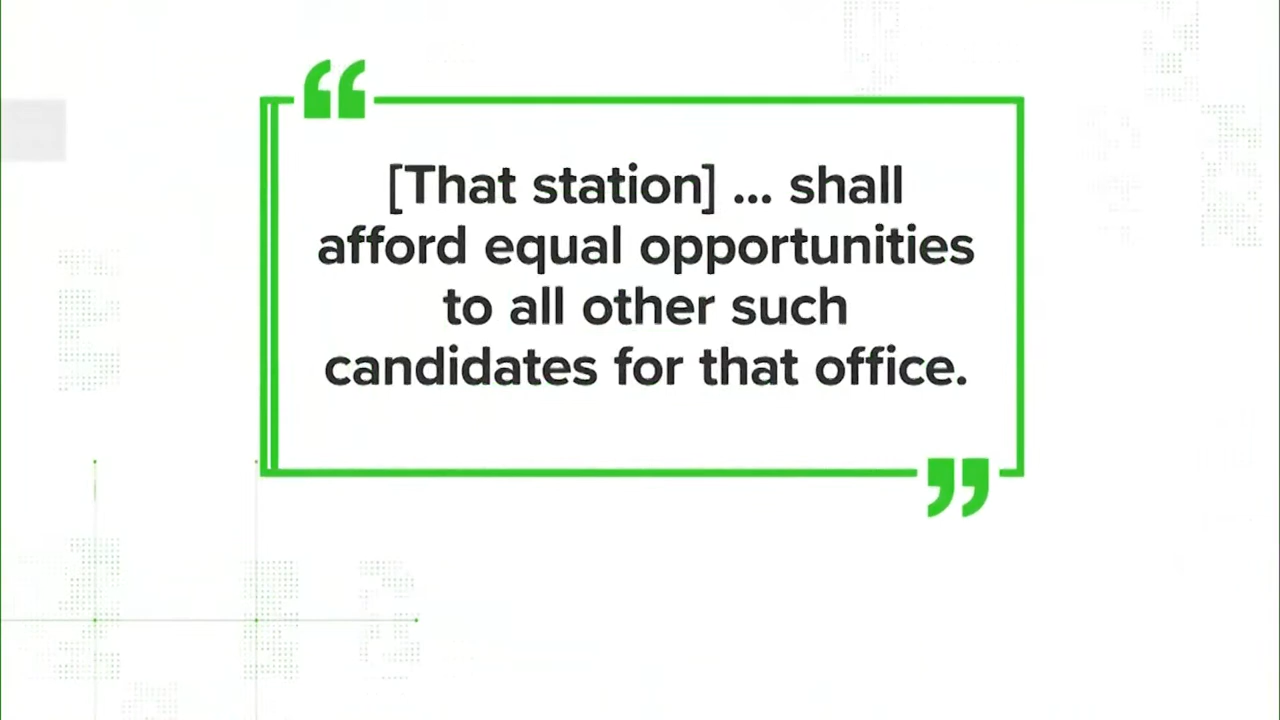 “
[That station] ... shall
afford equal opportunities
to all other such
candidates for that office.
”